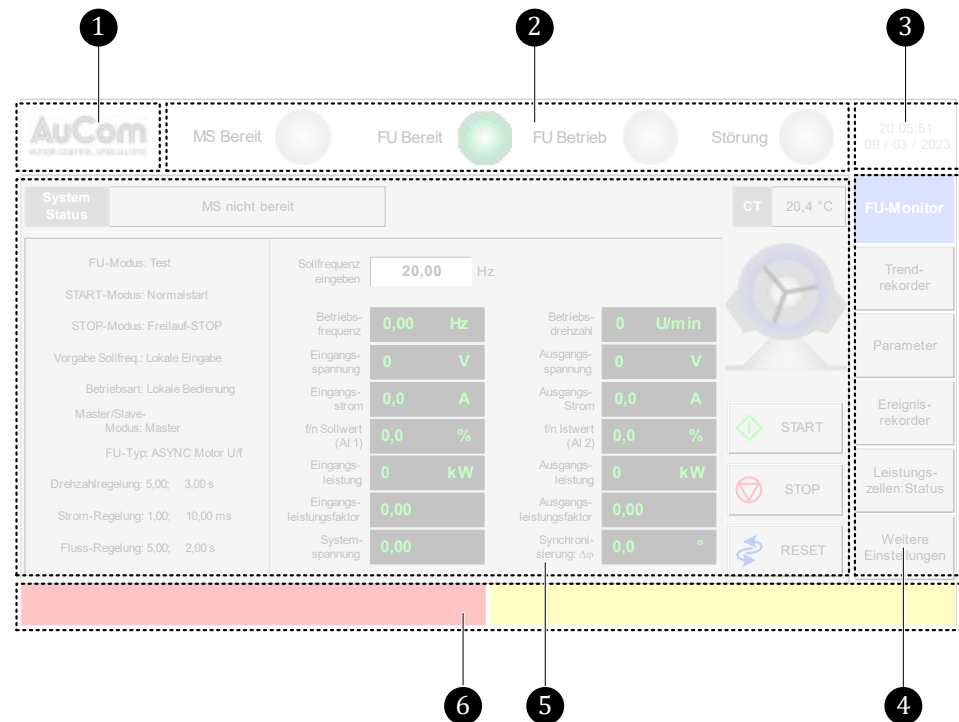 1
2
3
AuCom
MOTOR CONTROL SPECIALISTS
MS Bereit
FU Bereit
FU Betrieb
Störung
20:05:51
09 / 03 / 2023
System
Status
MS nicht bereit
CT
20,4 °C
FU-Monitor
FU-Modus: Test
START-Modus: Normalstart
STOP-Modus: Freilauf-STOP
Vorgabe Sollfreq.: Lokale Eingabe
Betriebsart: Lokale Bedienung
Master/Slave-
Modus: Master
FU-Typ: ASYNC Motor U/f
Drehzahlregelung: 5,00; 3,00 s
Strom-Regelung: 1,00; 10,00 ms
Fluss-Regelung: 5,00; 2,00 s
Sollfrequenz
eingeben
20,00 Hz
Betriebs-
frequenz
0,00 Hz
Eingangs-
spannung
0 V
Eingangs-
strom
0,0 A
f/n Sollwert
(AI 1)
0,0 %
Eingangs-
leistung
0 kW
Eingangs-
leistungsfaktor
0,00
System-
spannung
0,00
Betriebs-
drehzahl
0 U/min
Ausgangs-
spannung
0 V
Ausgangs-
Strom
0,0 A
f/n Istwert
(AI 2)
0,0 %
Ausgangs-
leistung
0 kW
Ausgangs-
leistungsfaktor
0,00
Synchroni-
sierung: Δφ
0,0 °
START
STOP
RESET
Trend-
rekorder
Parameter
Ereignis-
rekorder
Leistungs-
zellen:Status
Weitere
Einstellungen
6
5
4